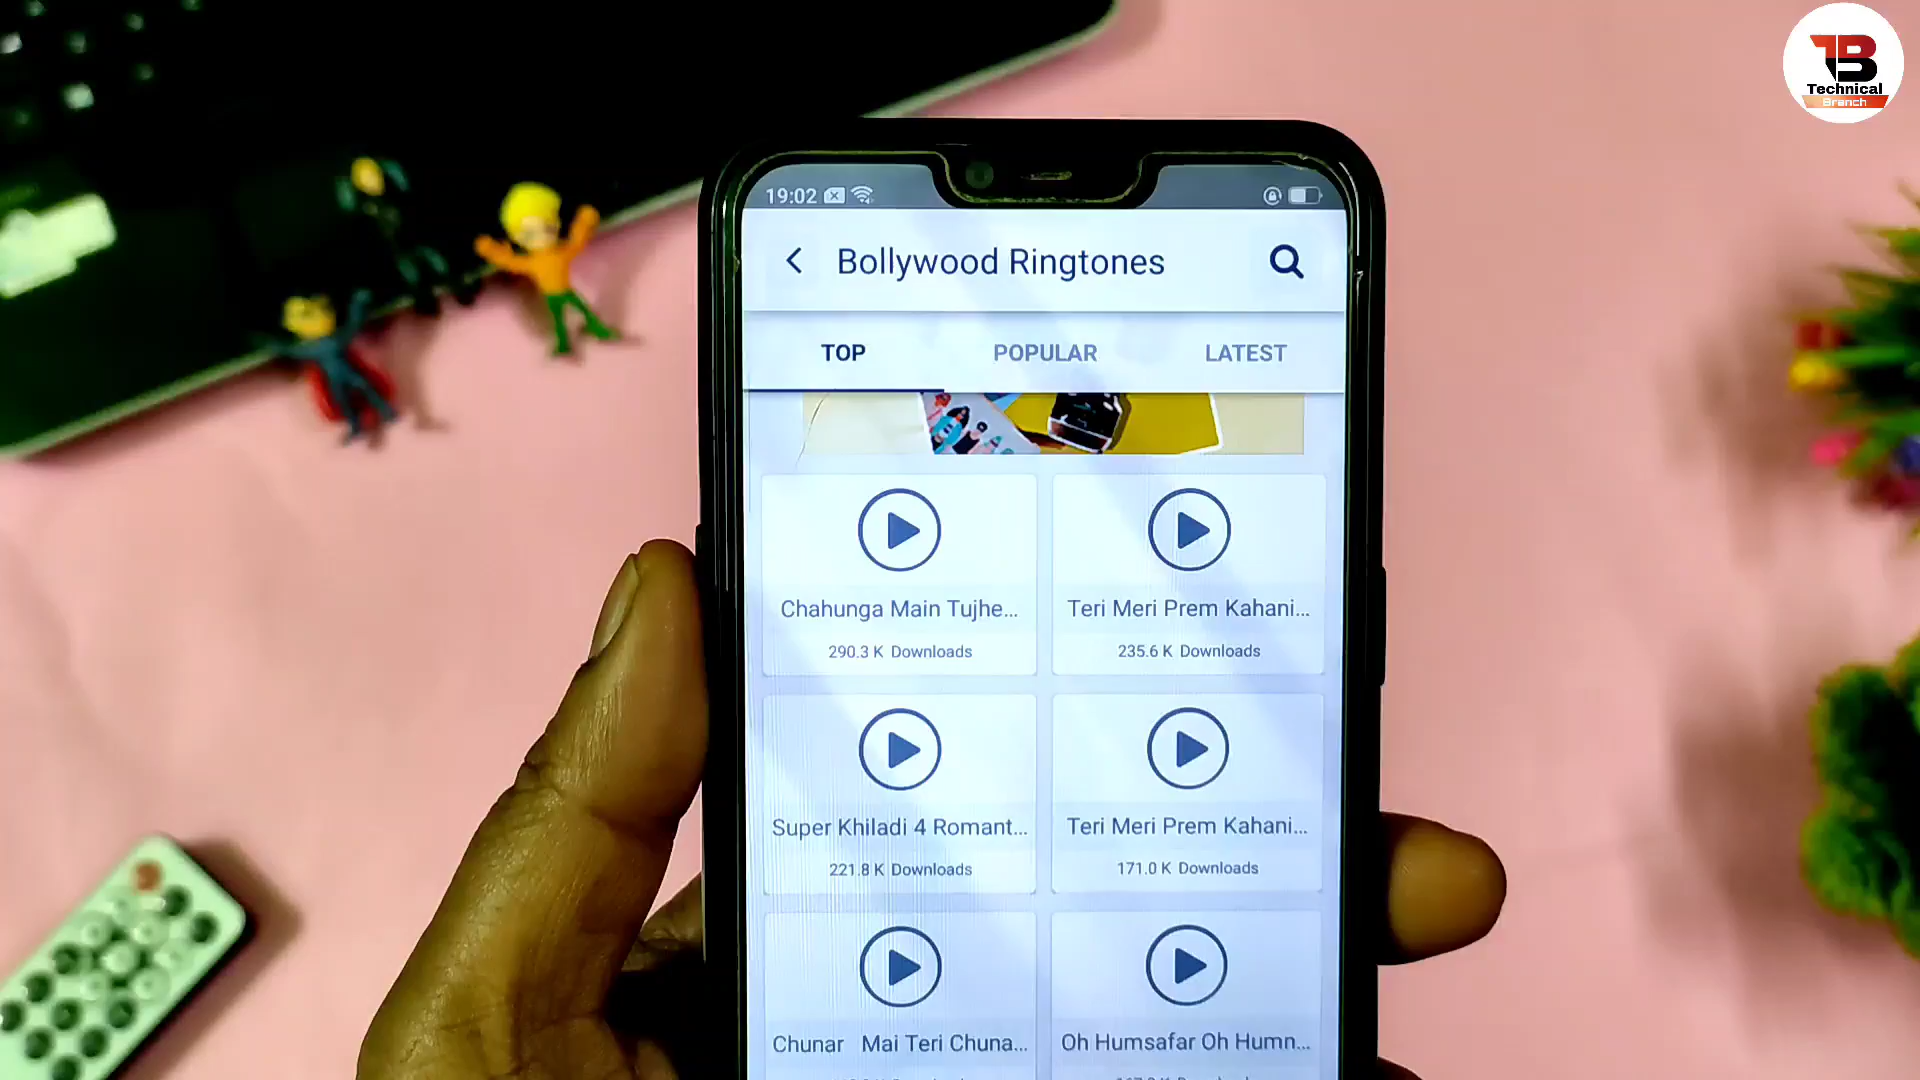 Technical
Branch
19:02
Bollywood Ringtones
TOP
POPULAR
LATEST
Chahunga Main Tujhe...
Teri Meri Prem Kahani...
290.3 K Downloads
235.6 K Downloads
Super Khiladi 4 Romant...
Teri Meri Prem Kahani...
221.8 K Downloads
171.0 K Downloads
Chunar Mai Teri Chuna...
Oh Humsafar Oh Humn...